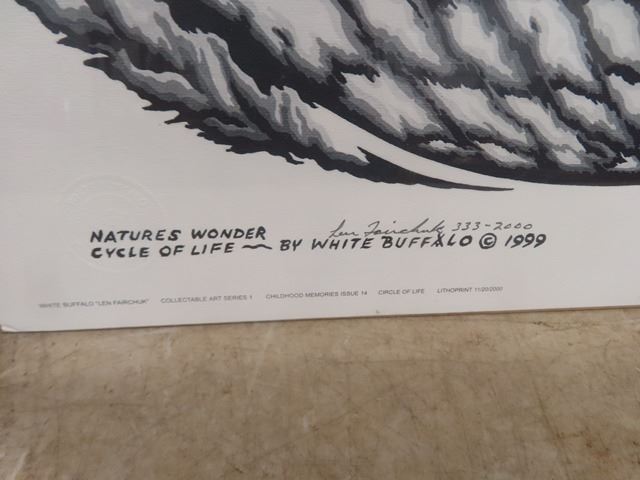 NATURES WONDER
CYCLE OF LIFE ~ BY WHITE BUFFALO © 1999
Len Fairchuk 333-2000
WHITE BUFFALO "LEN FAIRCHUK" COLLECTABLE ART SERIES 1 CHILDHOOD MEMORIES ISSUE 14 CIRCLE OF LIFE LITHOPRINT 11/20/2000